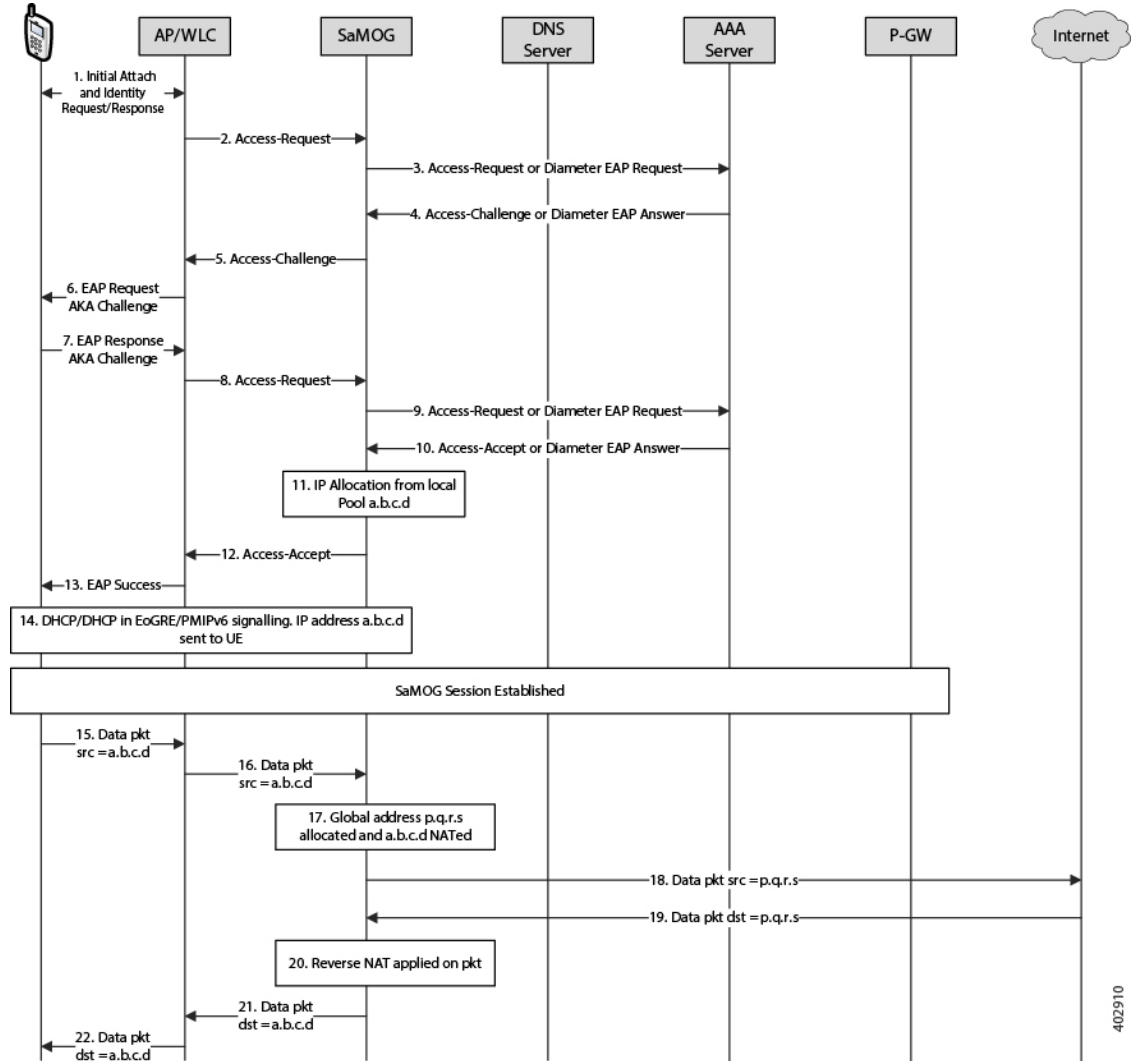 AP/WLC
SaMOG
DNS
Server
AAA
Server
P-GW
Internet
1. Initial Attach
and Identity
Request/Response
2. Access-Request
3. Access-Request or Diameter EAP Request
4. Access-Challenge or Diameter EAP Answer
5. Access-Challenge
6. EAP Request
AKA Challenge
7. EAP Response
AKA Challenge
8. Access-Request
9. Access-Request or Diameter EAP Request
10. Access-Accept or Diameter EAP Answer
11. IP Allocation from local
Pool a.b.c.d
12. Access-Accept
13. EAP Success
14. DHCP/DHCP in EoGRE/PMIPv6 signalling. IP address a.b.c.d
sent to UE
SaMOG Session Established
15. Data pkt
src =a.b.c.d
16. Data pkt
src =a.b.c.d
17. Global address p.q.r.s
allocated and a.b.c.d NATed
18. Data pkt src =p.q.r.s
19. Data pkt dst =p.q.r.s
20. Reverse NAT applied on pkt
21. Data pkt
dst =a.b.c.d
22. Data pkt
dst =a.b.c.d
402910